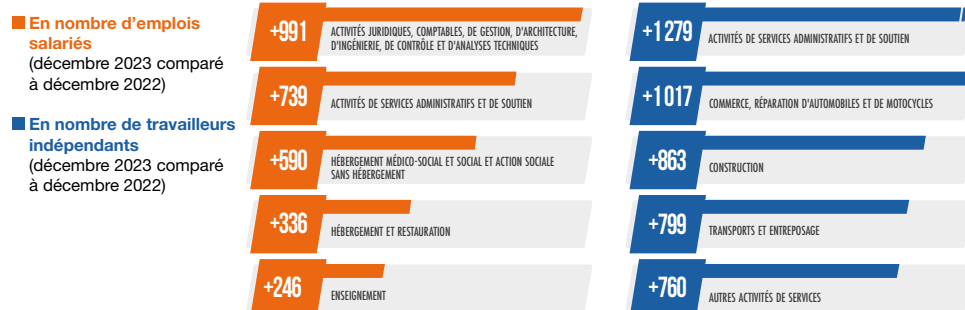 En nombre d'emplois
salariés
(décembre 2023 comparé
à décembre 2022)
En nombre de travailleurs
indépendants
(décembre 2023 comparé
à décembre 2022)
+991
ACTIVITÉS JURIDIQUES, COMPTABLES, DE GESTION, D'ARCHITECTURE,
D'INGÉNIERIE, DE CONTRÔLE ET D'ANALYSES TECHNIQUES
+739
ACTIVITÉS DE SERVICES ADMINISTRATIFS ET DE SOUTIEN
+590
HÉBERGEMENT MÉDICO-SOCIAL ET SOCIAL ET ACTION SOCIALE
SANS HÉBERGEMENT
+336
HÉBERGEMENT ET RESTAURATION
+246
ENSEIGNEMENT
+1 279
ACTIVITÉS DE SERVICES ADMINISTRATIFS ET DE SOUTIEN
+1 017
COMMERCE, RÉPARATION D'AUTOMOBILES ET DE MOTOCYCLES
+863
CONSTRUCTION
+799
TRANSPORTS ET ENTREPOSAGE
+760
AUTRES ACTIVITÉS DE SERVICES